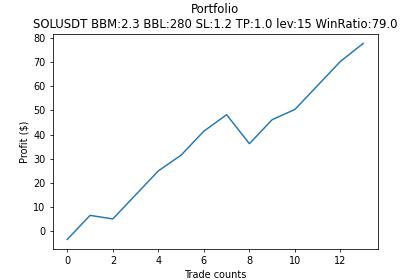 Portfolio
SOLUSDT BBM:2.3 BBL:280 SL:1.2 TP:1.0 lev:15 WinRatio:79.0
80
70
60
50
40
30
20
10
0
Profit ($)
0 2 4 6 8 10 12
Trade counts